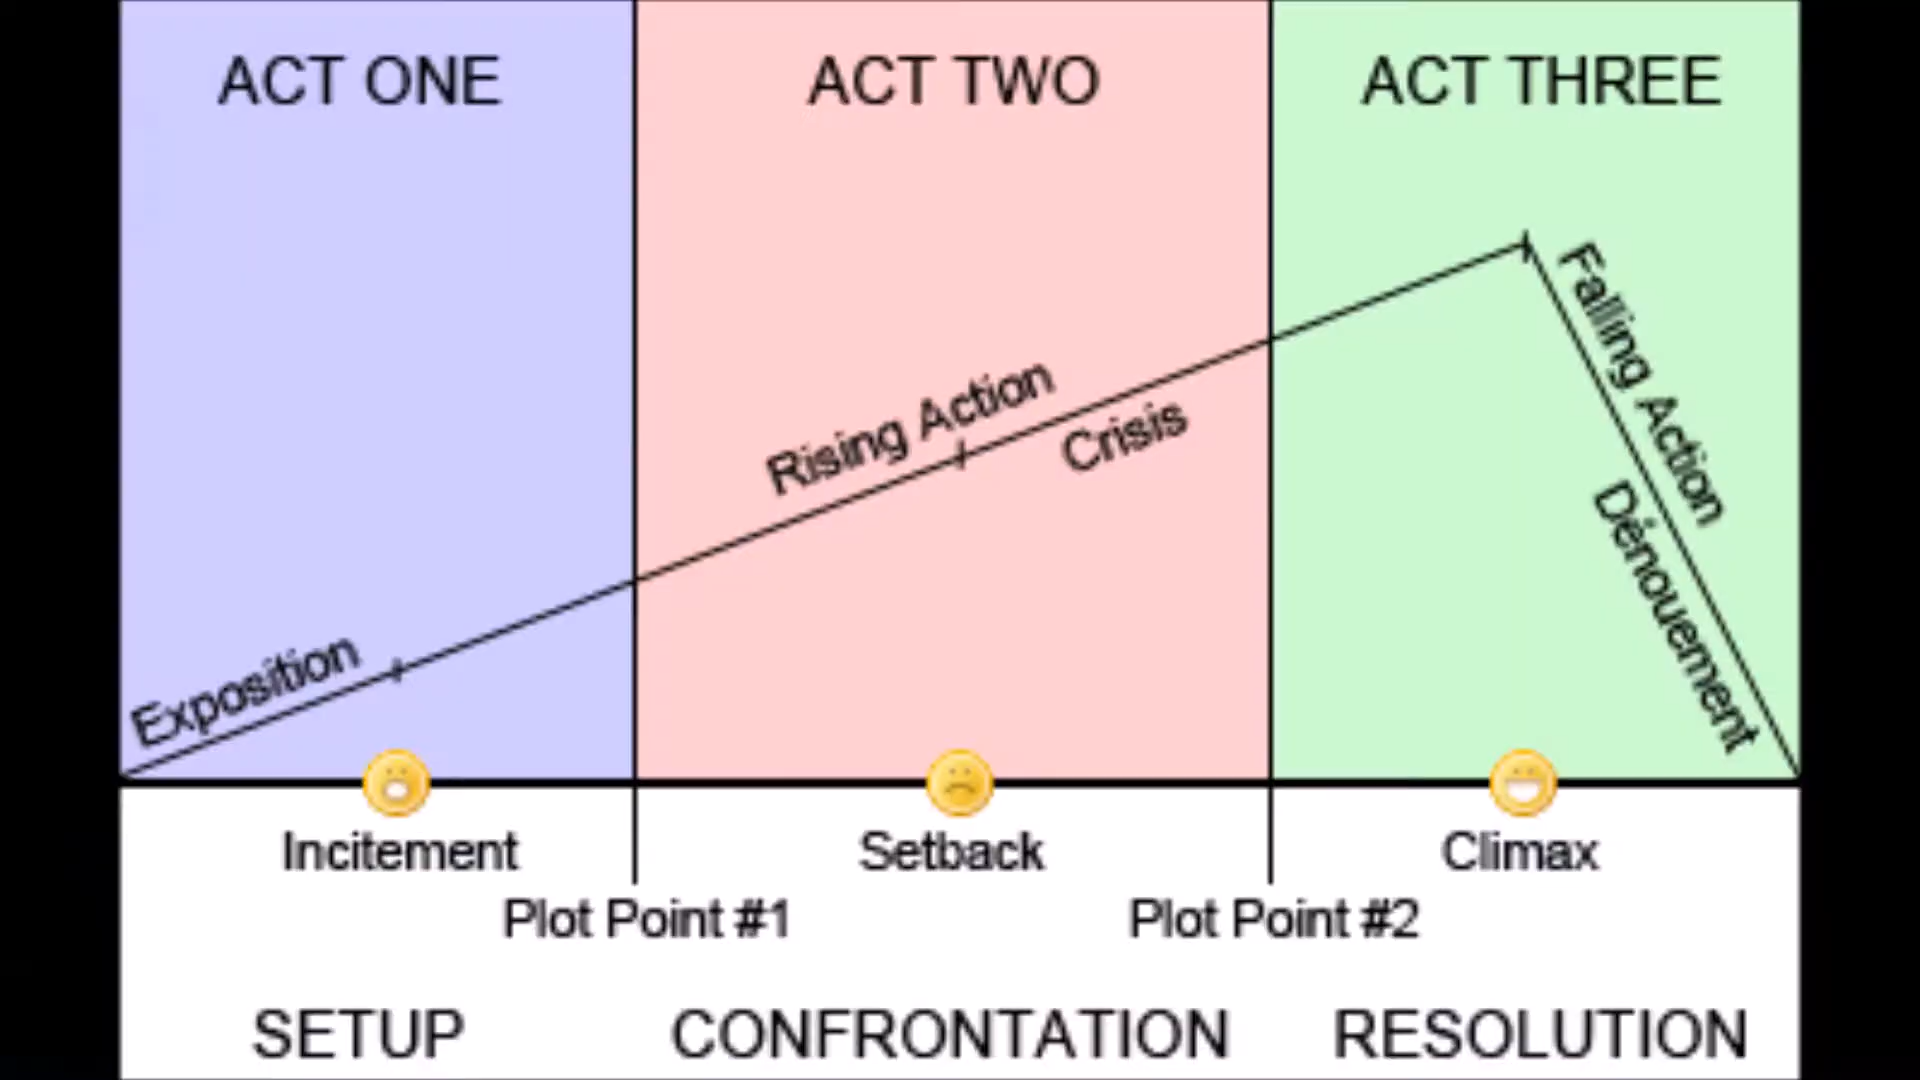 ACT ONE
ACT TWO
ACT THREE
Exposition
Rising Action
Crisis
Falling Action
Dénouement
Incitement
Setback
Climax
Plot Point #1
Plot Point #2
SETUP
CONFRONTATION
RESOLUTION